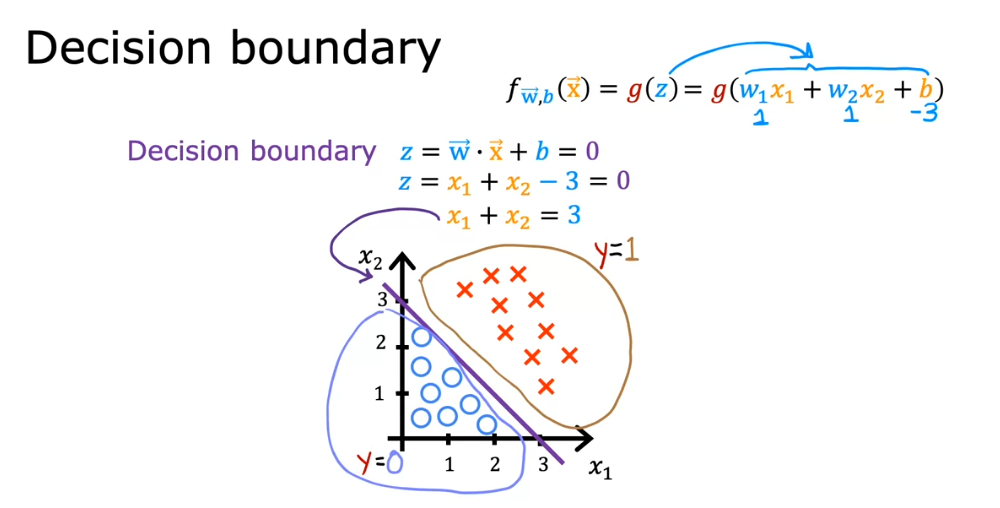 Decision boundary
f_w⃗,b(x⃗) = g(z) = g(w₁x₁ + w₂x₂ + b)
1 1 -3
Decision boundary z = w⃗ · x⃗ + b = 0
z = x₁ + x₂ − 3 = 0
x₁ + x₂ = 3
y=1
x₂
3
2
1
y=0
1 2 3 x₁